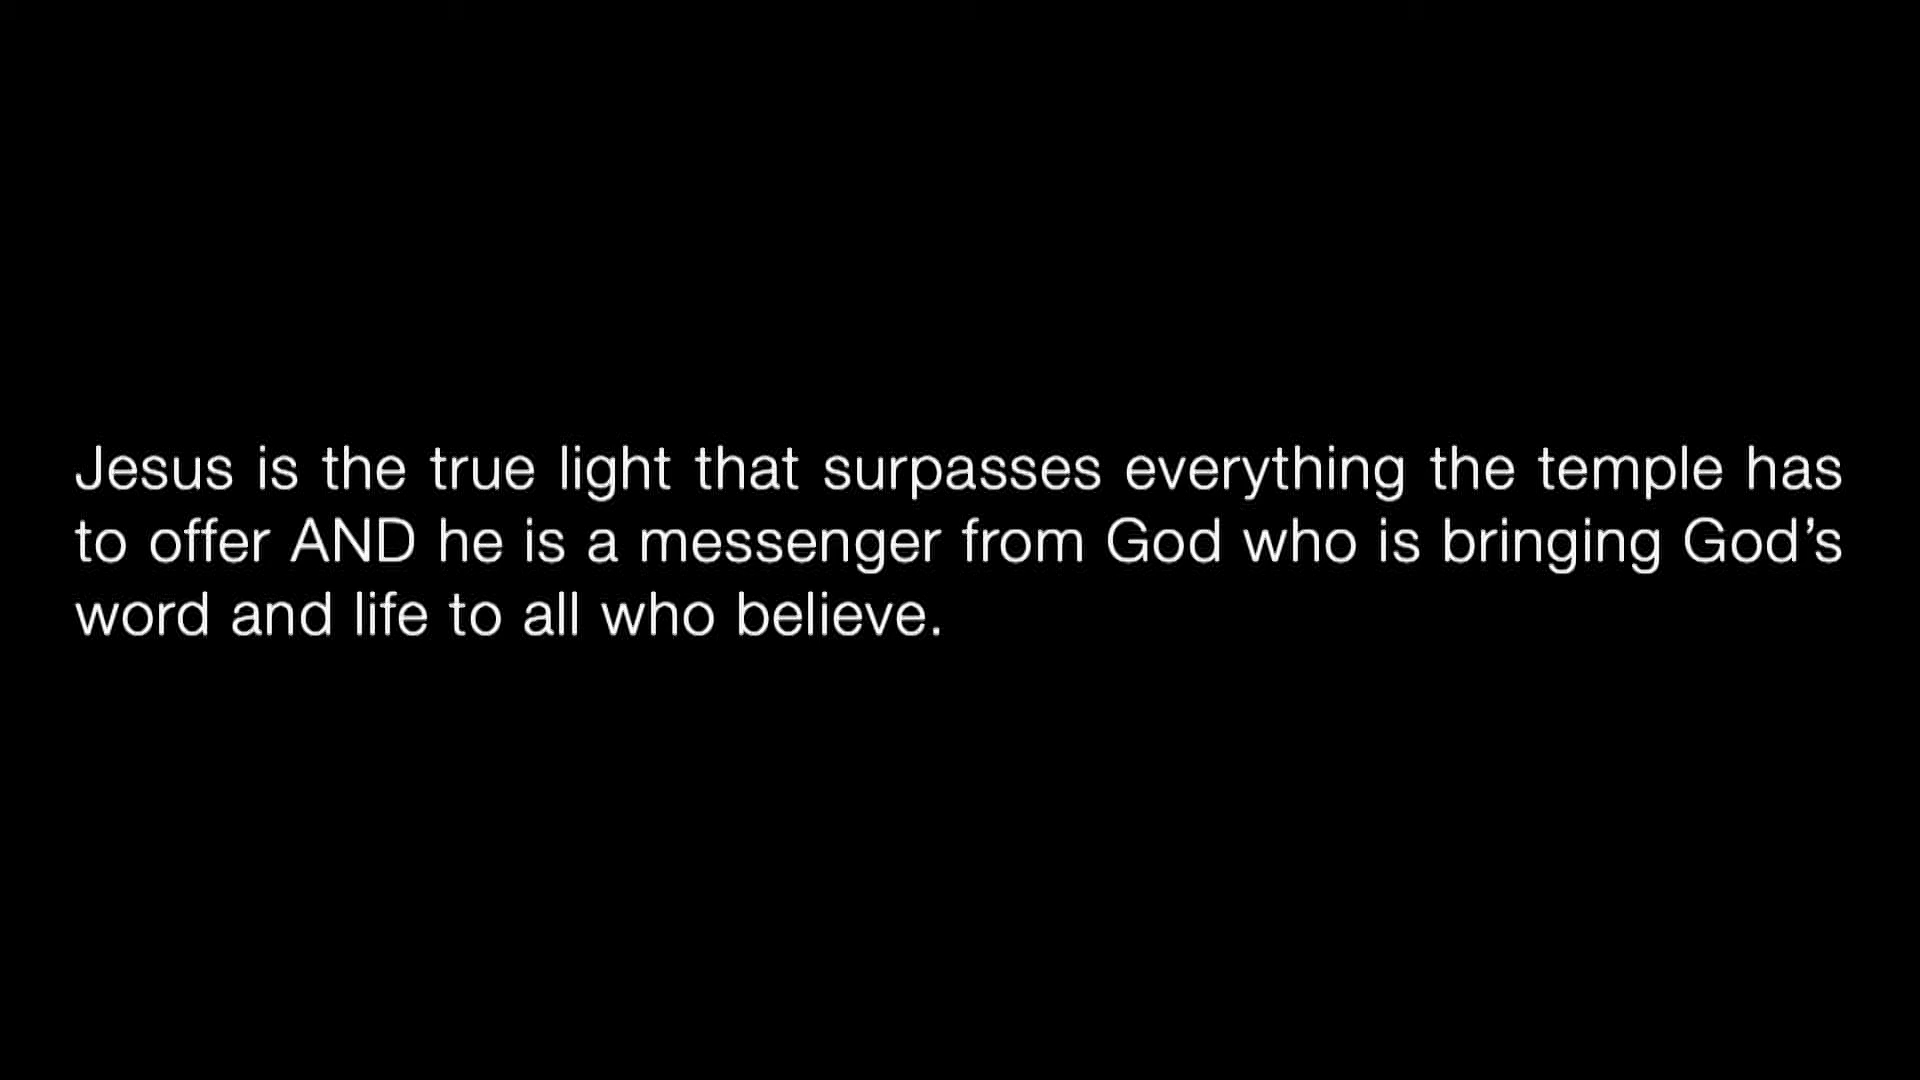 Jesus is the true light that surpasses everything the temple has
to offer AND he is a messenger from God who is bringing God’s
word and life to all who believe.